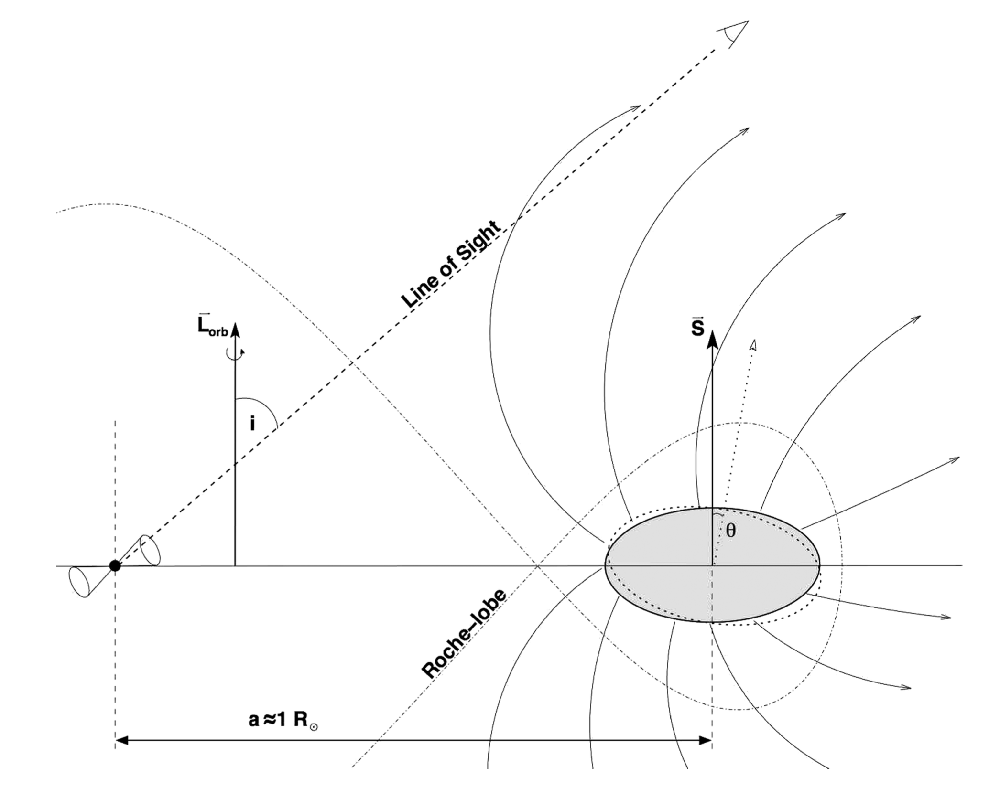 Line of Sight
L⃗orb
S⃗
i
θ
Roche–lobe
a ≈1 R☉